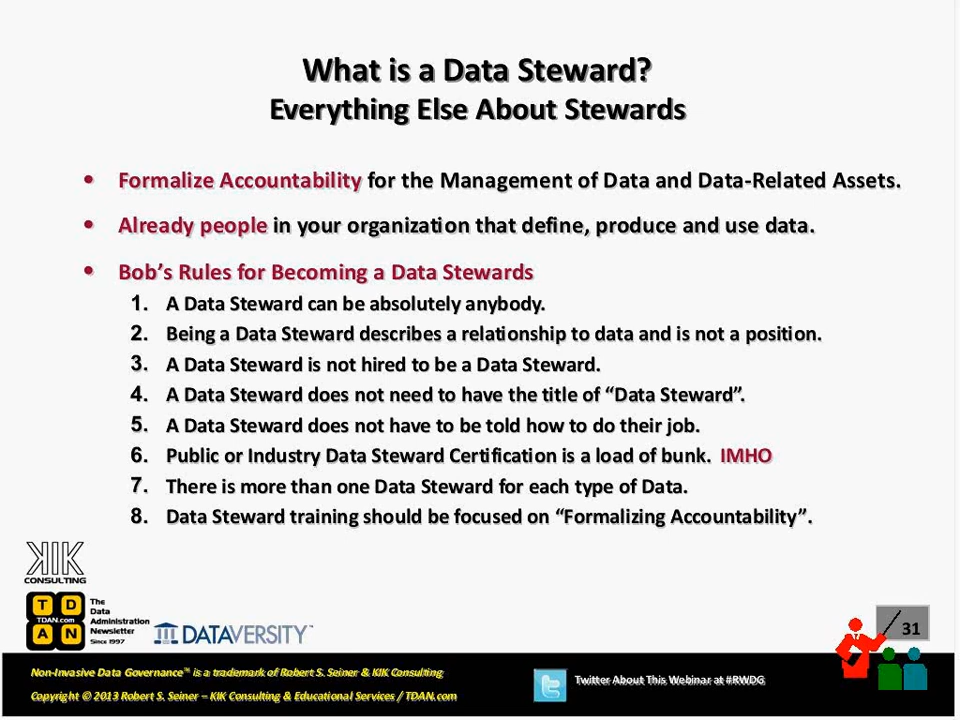 What is a Data Steward?
Everything Else About Stewards
• Formalize Accountability for the Management of Data and Data-Related Assets.
• Already people in your organization that define, produce and use data.
• Bob’s Rules for Becoming a Data Stewards
1. A Data Steward can be absolutely anybody.
2. Being a Data Steward describes a relationship to data and is not a position.
3. A Data Steward is not hired to be a Data Steward.
4. A Data Steward does not need to have the title of “Data Steward”.
5. A Data Steward does not have to be told how to do their job.
6. Public or Industry Data Steward Certification is a load of bunk. IMHO
7. There is more than one Data Steward for each type of Data.
8. Data Steward training should be focused on “Formalizing Accountability”.
KIK
CONSULTING
T D
TDAN.com
A N
The
Data
Administration
Newsletter
Since 1997
DATAVERSITY™
31
Non-Invasive Data Governance™ is a trademark of Robert S. Seiner & KIK Consulting
Copyright © 2013 Robert S. Seiner – KIK Consulting & Educational Services / TDAN.com
Twitter About This Webinar at #RWDG